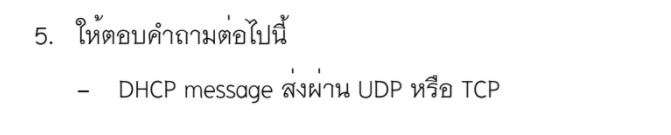 5. ให้ตอบคำถามต่อไปนี้
– DHCP message ส่งผ่าน UDP หรือ TCP